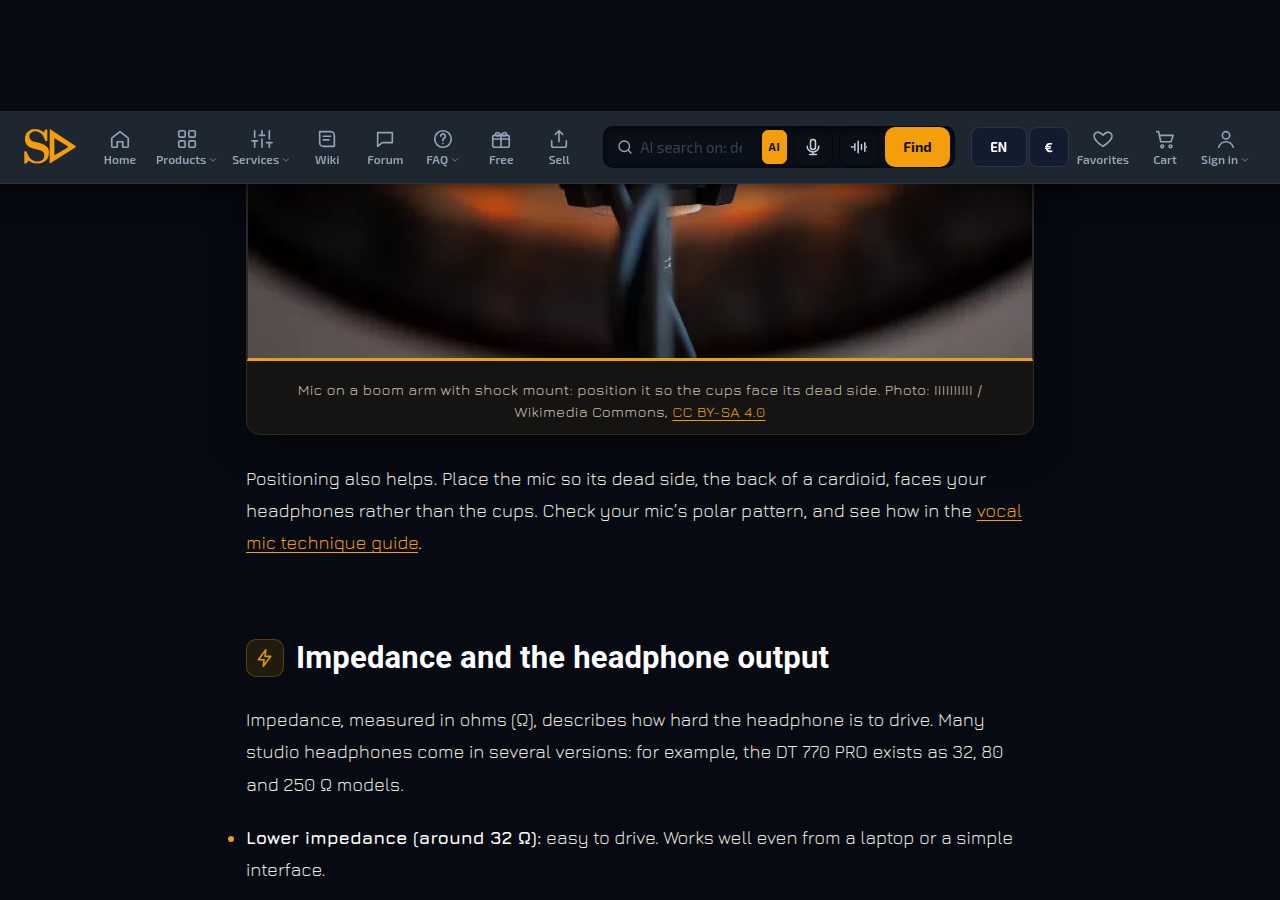 Home
Products
Services
Wiki
Forum
FAQ
Free
Sell
AI search on: de
AI
Find
EN
€
Favorites
Cart
Sign in
Mic on a boom arm with shock mount: position it so the cups face its dead side. Photo: IIIIIIIIII /
Wikimedia Commons, CC BY-SA 4.0
Positioning also helps. Place the mic so its dead side, the back of a cardioid, faces your
headphones rather than the cups. Check your mic's polar pattern, and see how in the vocal
mic technique guide.
Impedance and the headphone output
Impedance, measured in ohms (Ω), describes how hard the headphone is to drive. Many
studio headphones come in several versions: for example, the DT 770 PRO exists as 32, 80
and 250 Ω models.
Lower impedance (around 32 Ω): easy to drive. Works well even from a laptop or a simple
interface.